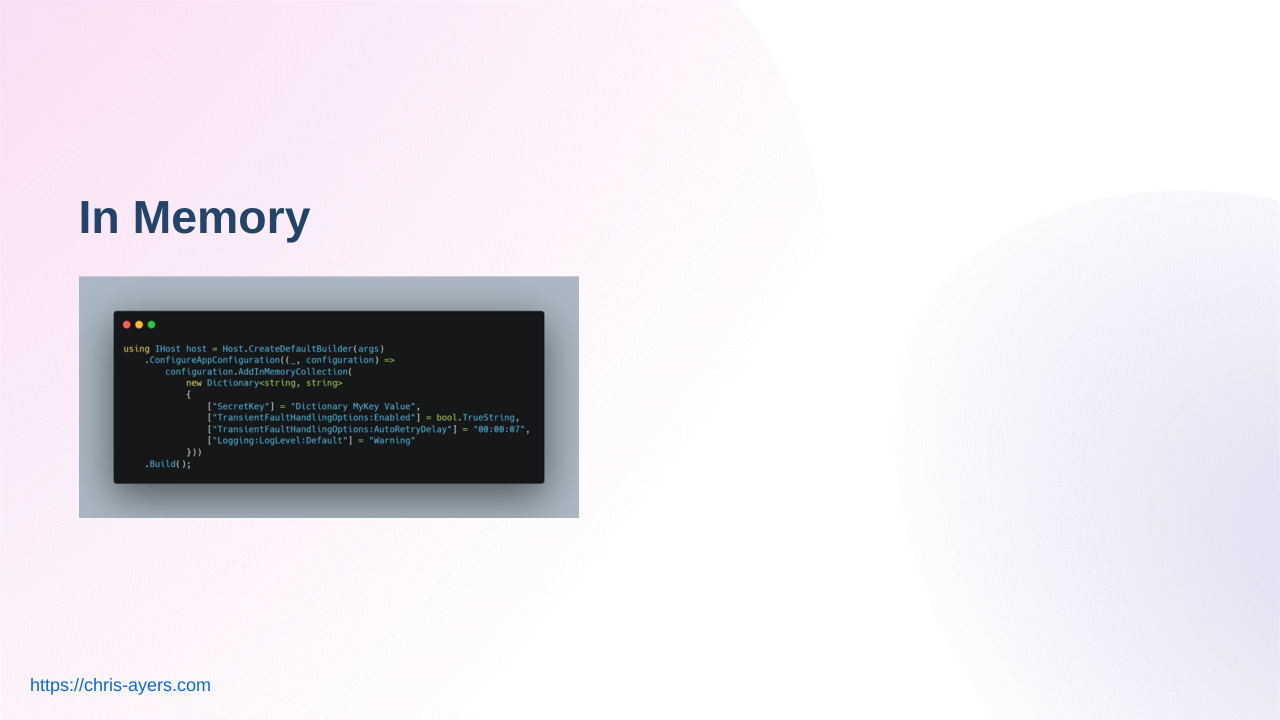 In Memory
using IHost host = Host.CreateDefaultBuilder(args)
    .ConfigureAppConfiguration((_, configuration) =>
        configuration.AddInMemoryCollection(
            new Dictionary<string, string>
            {
                ["SecretKey"] = "Dictionary MyKey Value",
                ["TransientFaultHandlingOptions:Enabled"] = bool.TrueString,
                ["TransientFaultHandlingOptions:AutoRetryDelay"] = "00:00:07",
                ["Logging:LogLevel:Default"] = "Warning"
            }))
    .Build();
https://chris-ayers.com